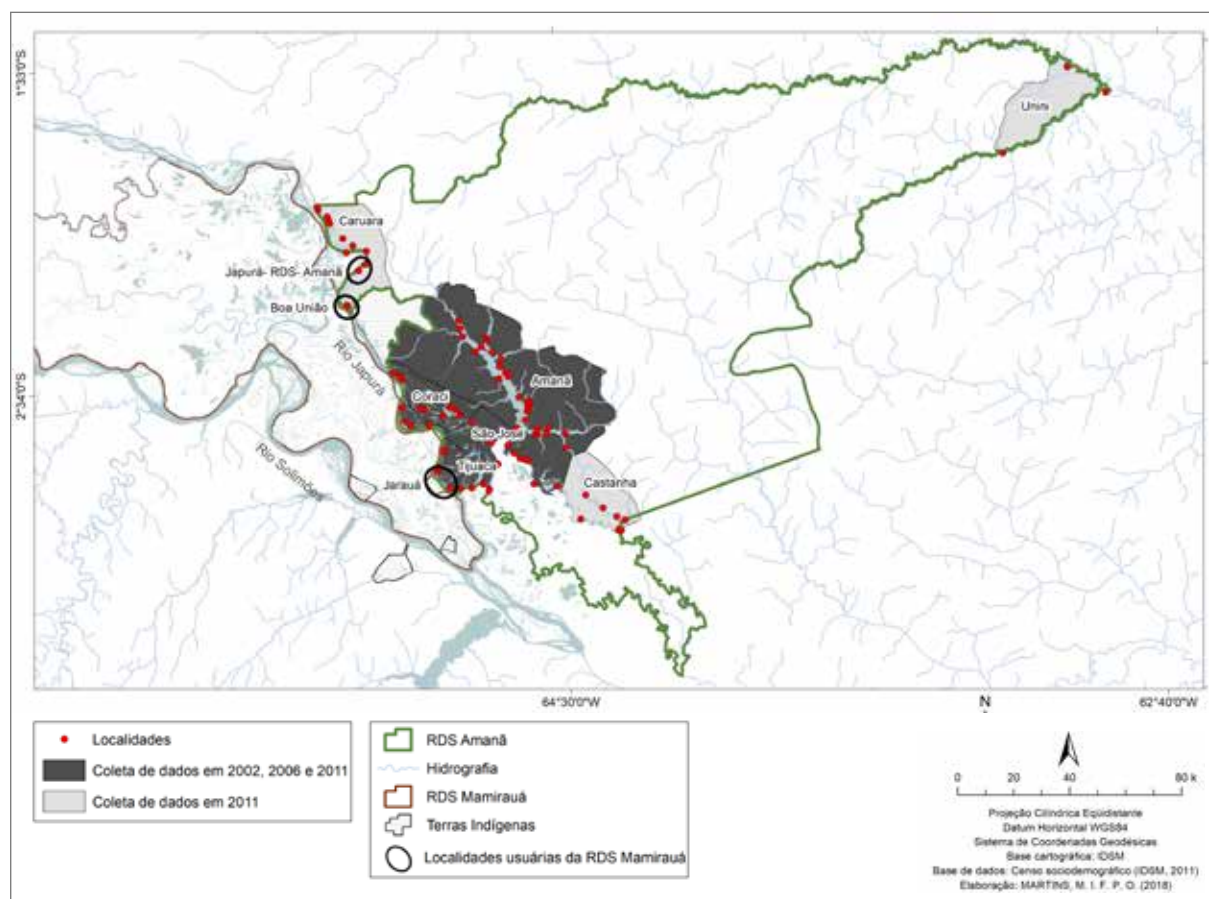 1°33'0"S
Unini
Caruara
Japurá- RDS- Amanã
Boa União
Rio Japurá
Amanã
2°34'0"S
Coraci
São José
Rio Solimões
Tijuaca
Jarauá
Castanha
64°30'0"W
N
62°40'0"W
Localidades
Coleta de dados em 2002, 2006 e 2011
Coleta de dados em 2011
RDS Amanã
Hidrografia
RDS Mamirauá
Terras Indígenas
Localidades usuárias da RDS Mamirauá
0 20 40 60 80 k
Projeção Cilíndrica Eqüidistante
Datum Horizontal WGS84
Sistema de Coordenadas Geodésicas
Base cartográfica: IDSM
Base de dados: Censo sociodemográfico (IDSM, 2011)
Elaboração: MARTINS, M. I. F. P. O. (2018)